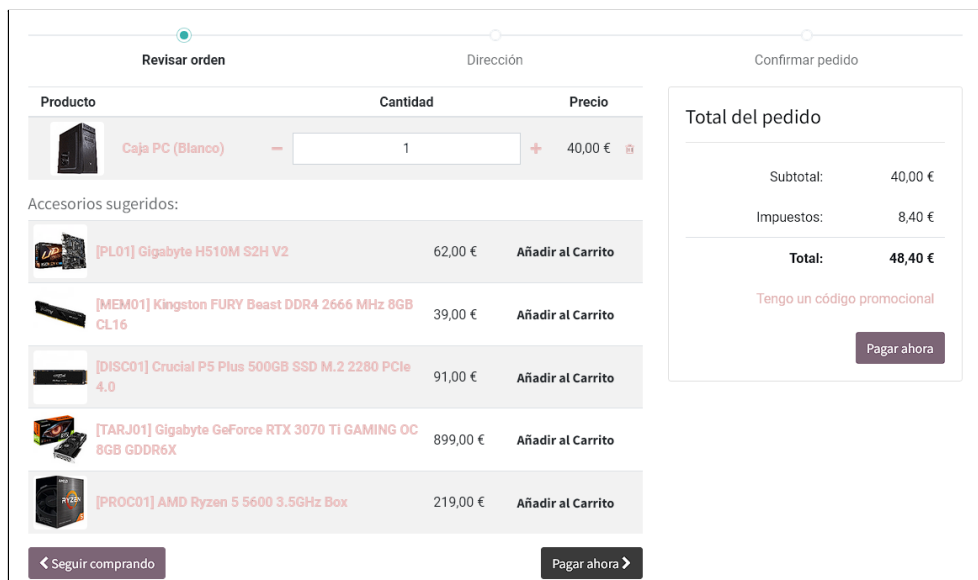 Revisar orden
Dirección
Confirmar pedido
Producto Cantidad Precio
Caja PC (Blanco) 1 40,00 €
Accesorios sugeridos:
[PL01] Gigabyte H510M S2H V2 62,00 € Añadir al Carrito
[MEM01] Kingston FURY Beast DDR4 2666 MHz 8GB
CL16
39,00 € Añadir al Carrito
[DISC01] Crucial P5 Plus 500GB SSD M.2 2280 PCIe
4.0
91,00 € Añadir al Carrito
[TARJ01] Gigabyte GeForce RTX 3070 Ti GAMING OC
8GB GDDR6X
899,00 € Añadir al Carrito
RYZEN
[PROC01] AMD Ryzen 5 5600 3.5GHz Box 219,00 € Añadir al Carrito
Seguir comprando
Pagar ahora
Total del pedido
Subtotal: 40,00 €
Impuestos: 8,40 €
Total: 48,40 €
Tengo un código promocional
Pagar ahora